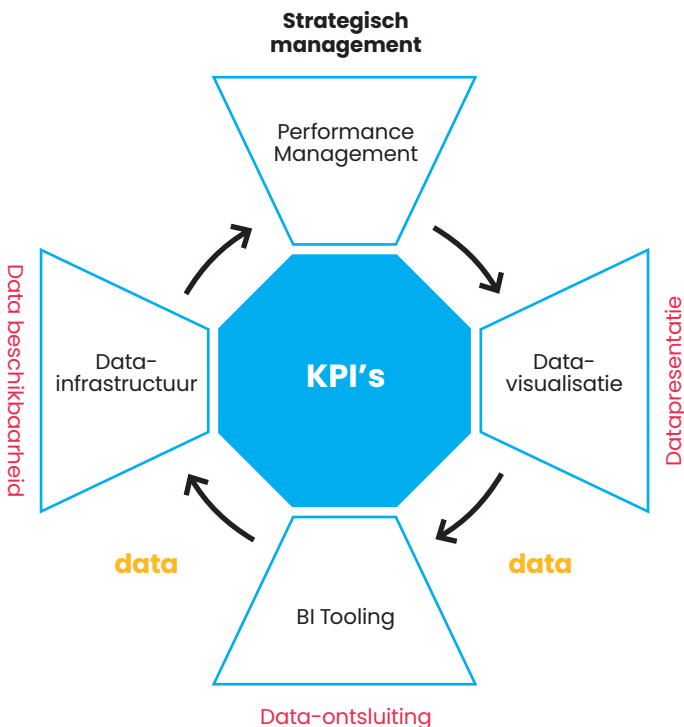 Strategisch
management
Performance
Management
Data beschikbaarheid
Data-
infrastructuur
KPI's
Data-
visualisatie
Datapresentatie
data
data
BI Tooling
Data-ontsluiting